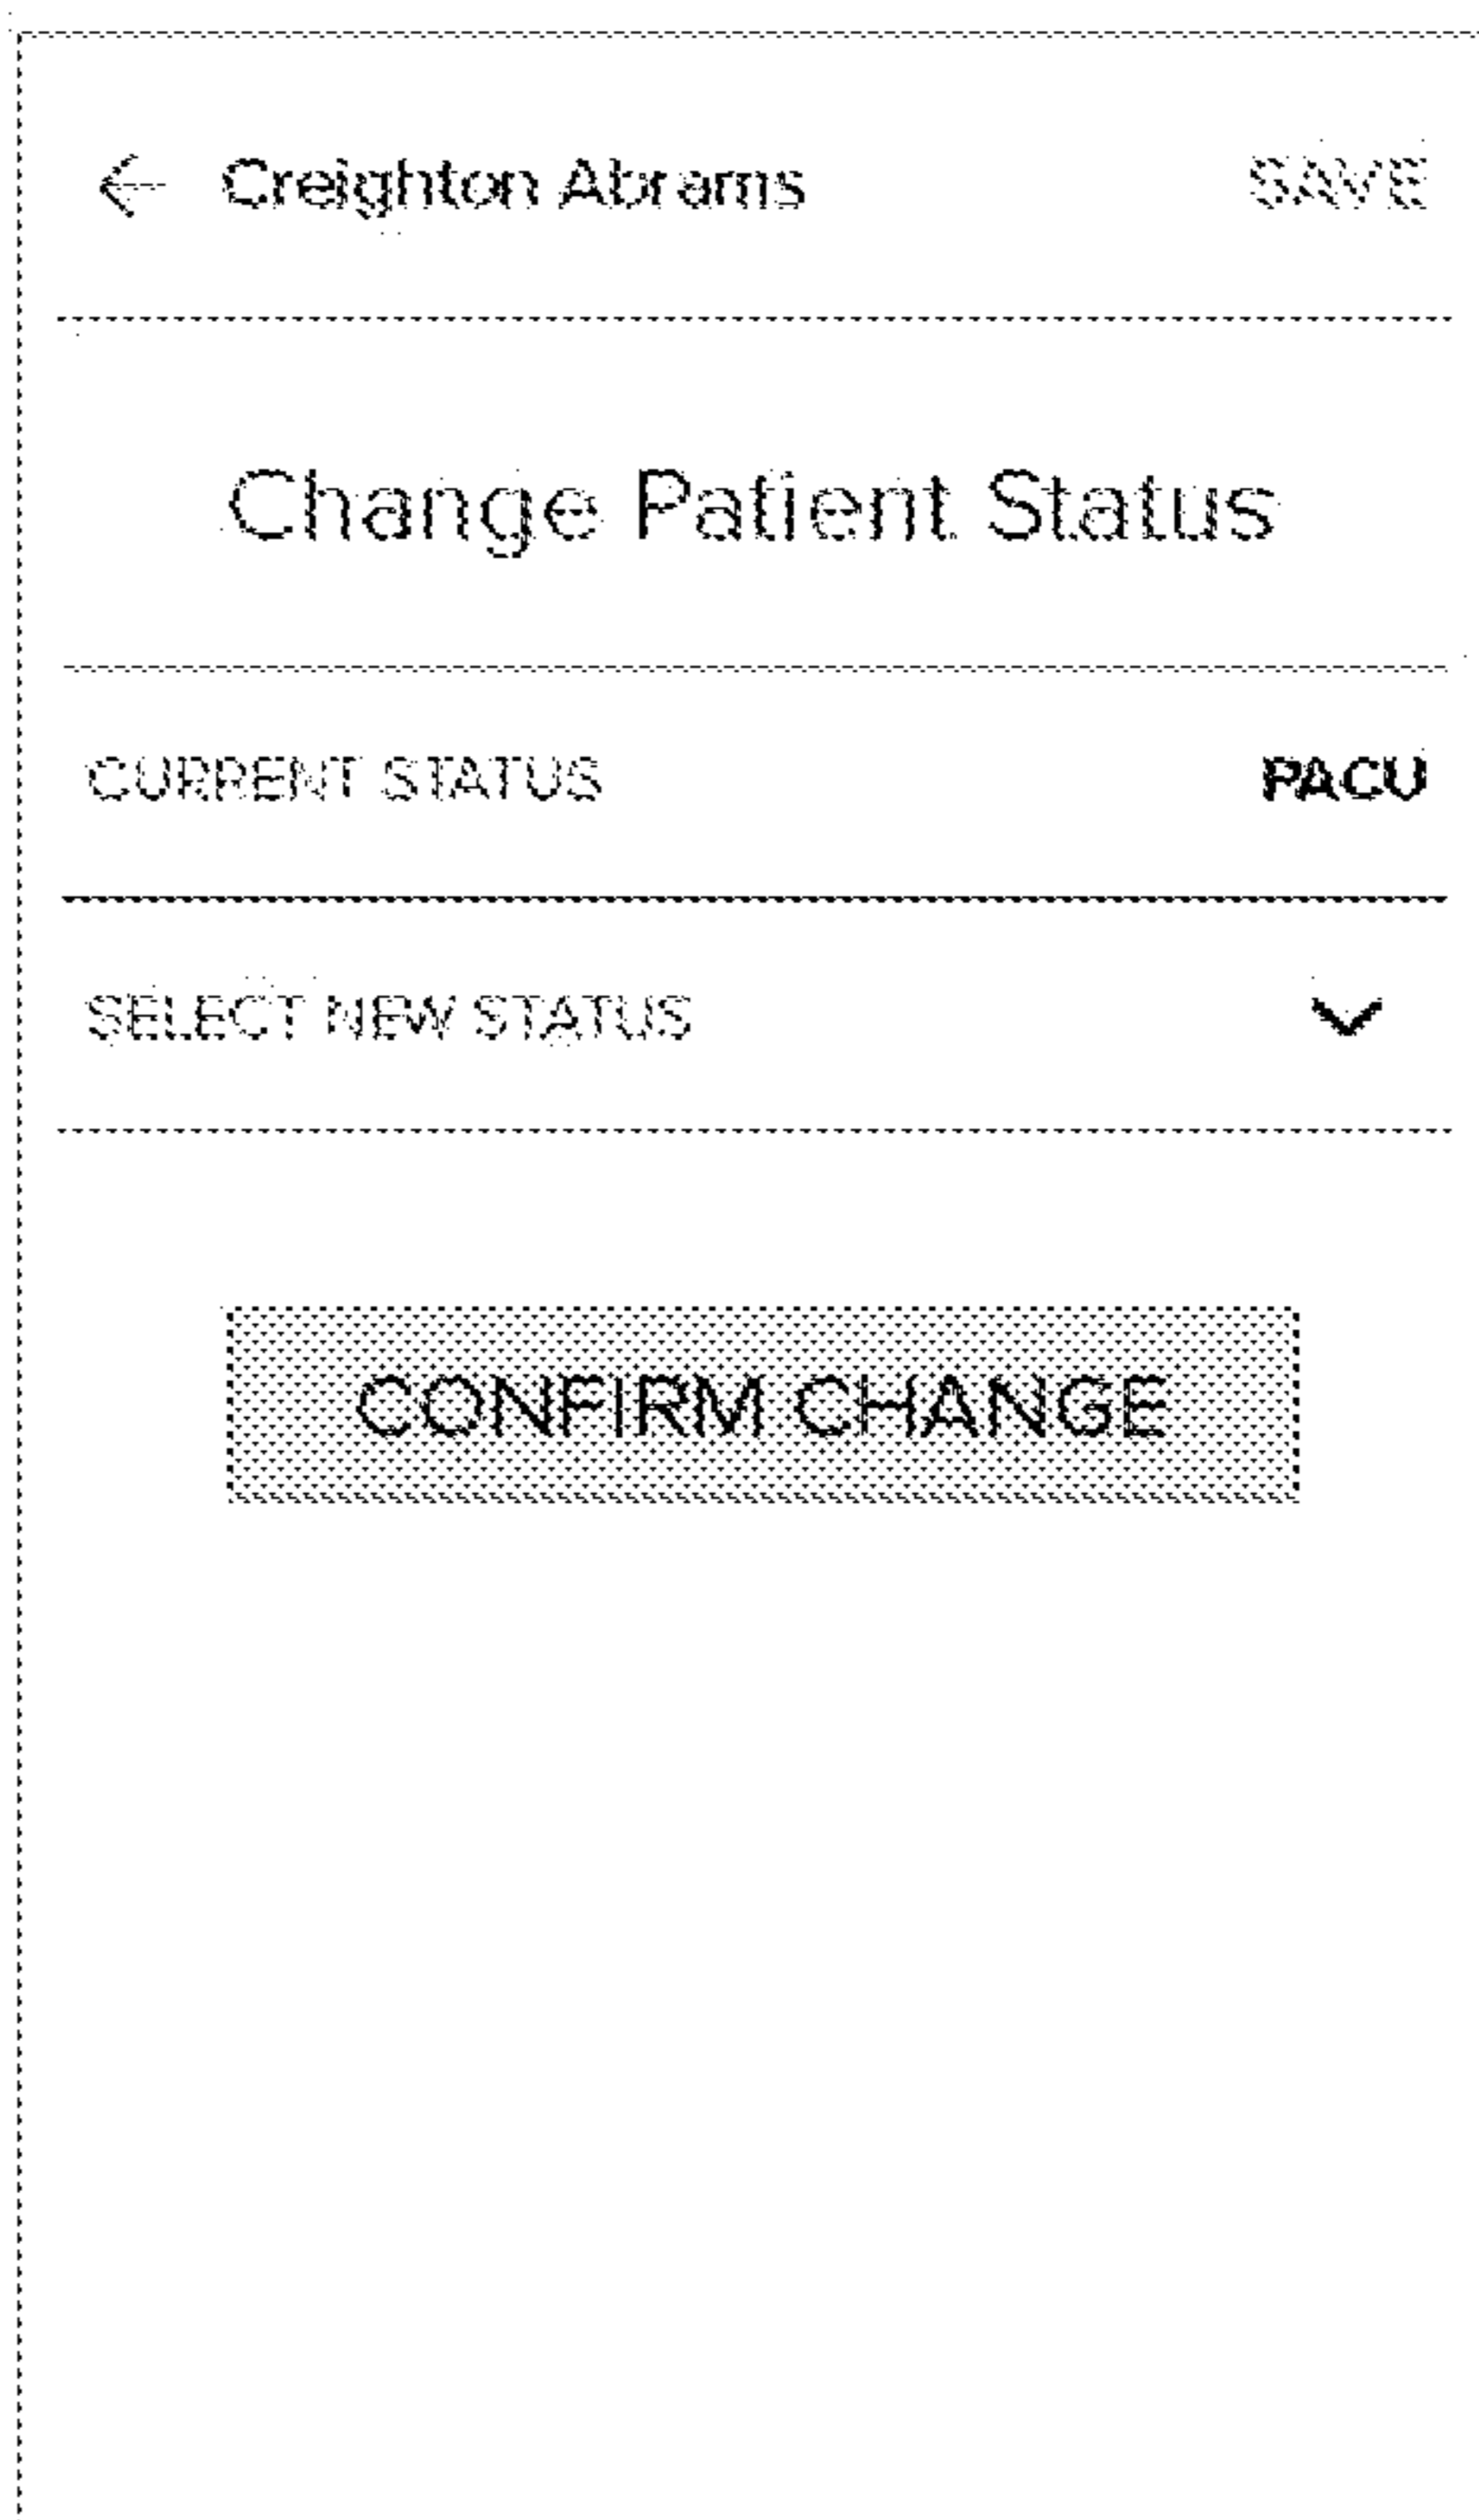 Creighton Abrams SAVE
Change Patient Status
CURRENT STATUS PACU
SELECT NEW STATUS
CONFIRM CHANGE